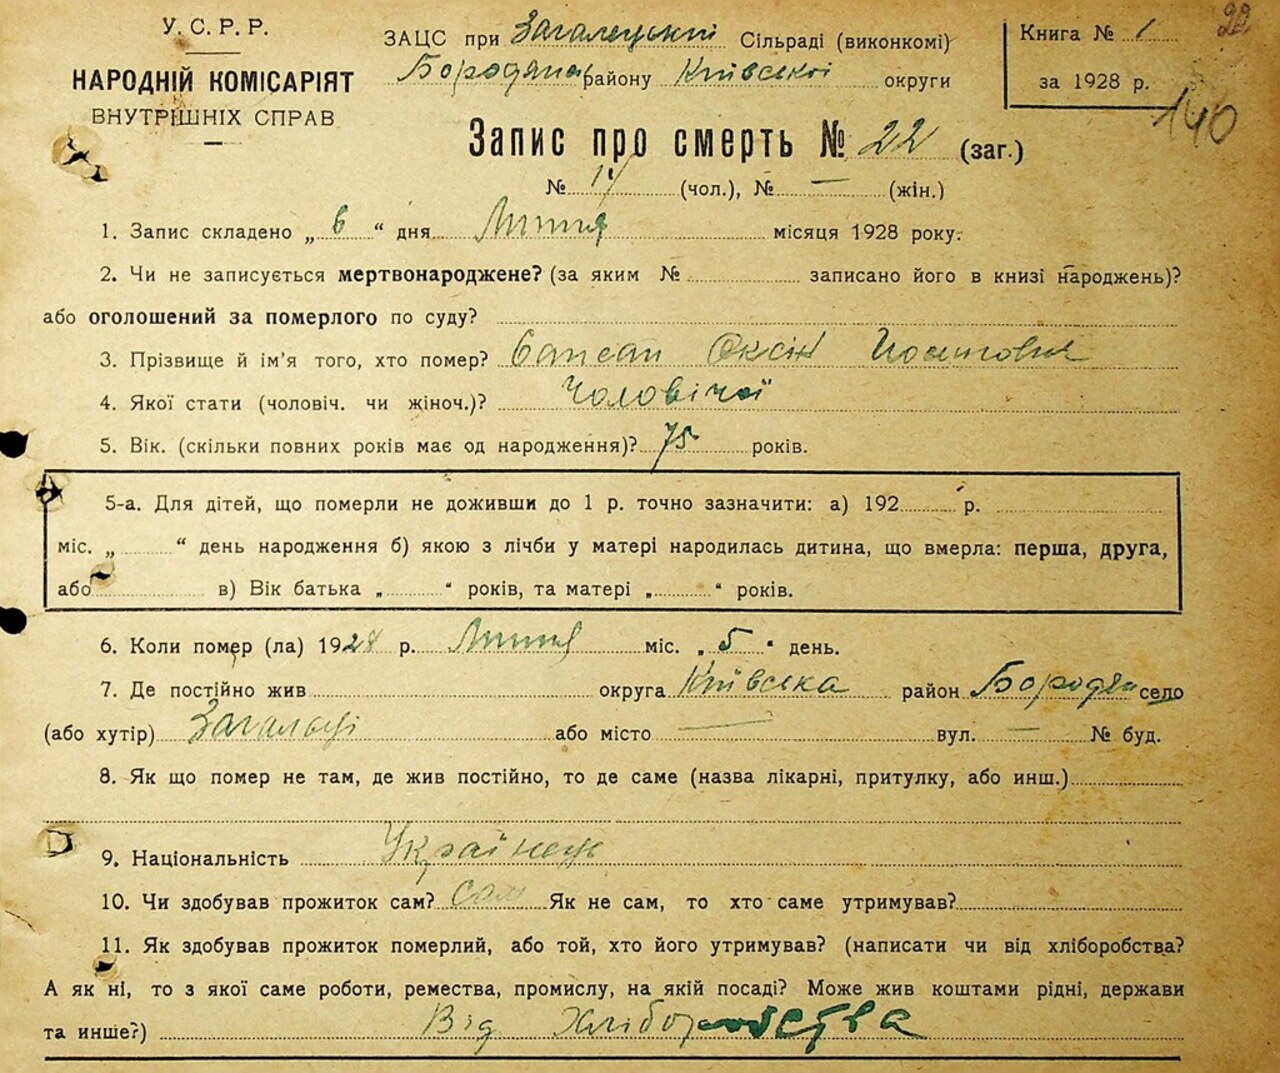 У.С.Р.Р.
НАРОДНІЙ КОМІСАРІЯТ
ВНУТРІШНІХ СПРАВ
ЗАЦС при Загалецькій Сільраді (виконкомі)
Бородянс району Київської округи
Книга № 1
за 1928 р.
22
140
Запис про смерть № 22 (заг.)
№ 14 (чол.), № — (жін.)
1. Запис складено „ 6 “ дня Липня місяця 1928 року.
2. Чи не записується мертвонароджене? (за яким № записано його в книзі народжень)?
або оголошений за померлого по суду?
3. Прізвище й ім'я того, хто помер?
4. Якої стати (чоловіч. чи жіноч.)? Чоловічої
5. Вік. (скільки повних років має од народження)? 75 років.
5-а. Для дітей, що померли не доживши до 1 р. точно зазначити: а) 192 р.
міс. „ “ день народження б) якою з лічби у матері народилась дитина, що вмерла: перша, друга,
або в) Вік батька „ “ років, та матері „ “ років.
6. Коли помер (ла) 1928 р. Липня міс. „ 5 “ день.
7. Де постійно жив округа Київська район Бородян село
(або хутір) Загальці або місто — вул. — № буд.
8. Як що помер не там, де жив постійно, то де саме (назва лікарні, притулку, або инш.)
9. Національність Українець
10. Чи здобував прожиток сам? Сам Як не сам, то хто саме утримував?
11. Як здобував прожиток померлий, або той, хто його утримував? (написати чи від хліборобства?
А як ні, то з якої саме роботи, ремества, промислу, на якій посаді? Може жив коштами рідні, держави
та инше?) Від Хліборобства